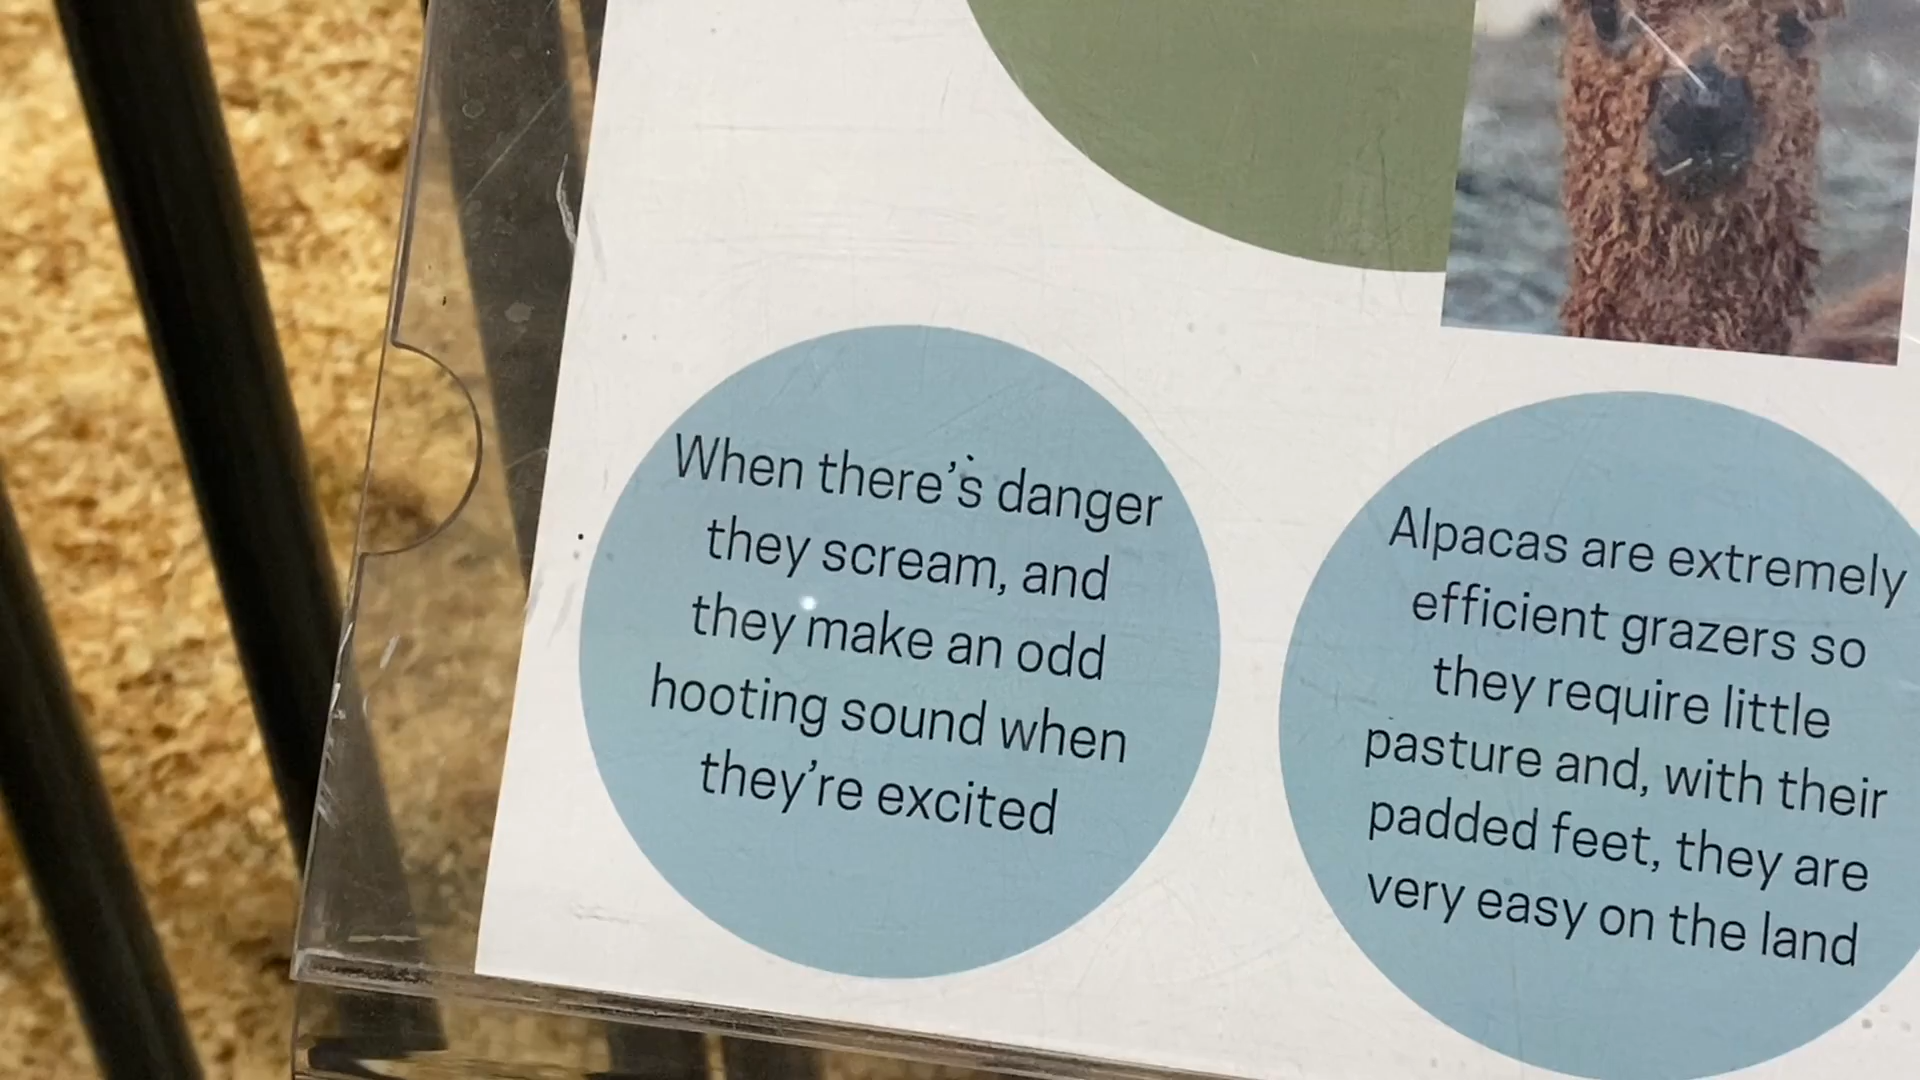 When there's danger
they scream, and
they make an odd
hooting sound when
they're excited
Alpacas are extremely
efficient grazers so
they require little
pasture and, with their
padded feet, they are
very easy on the land